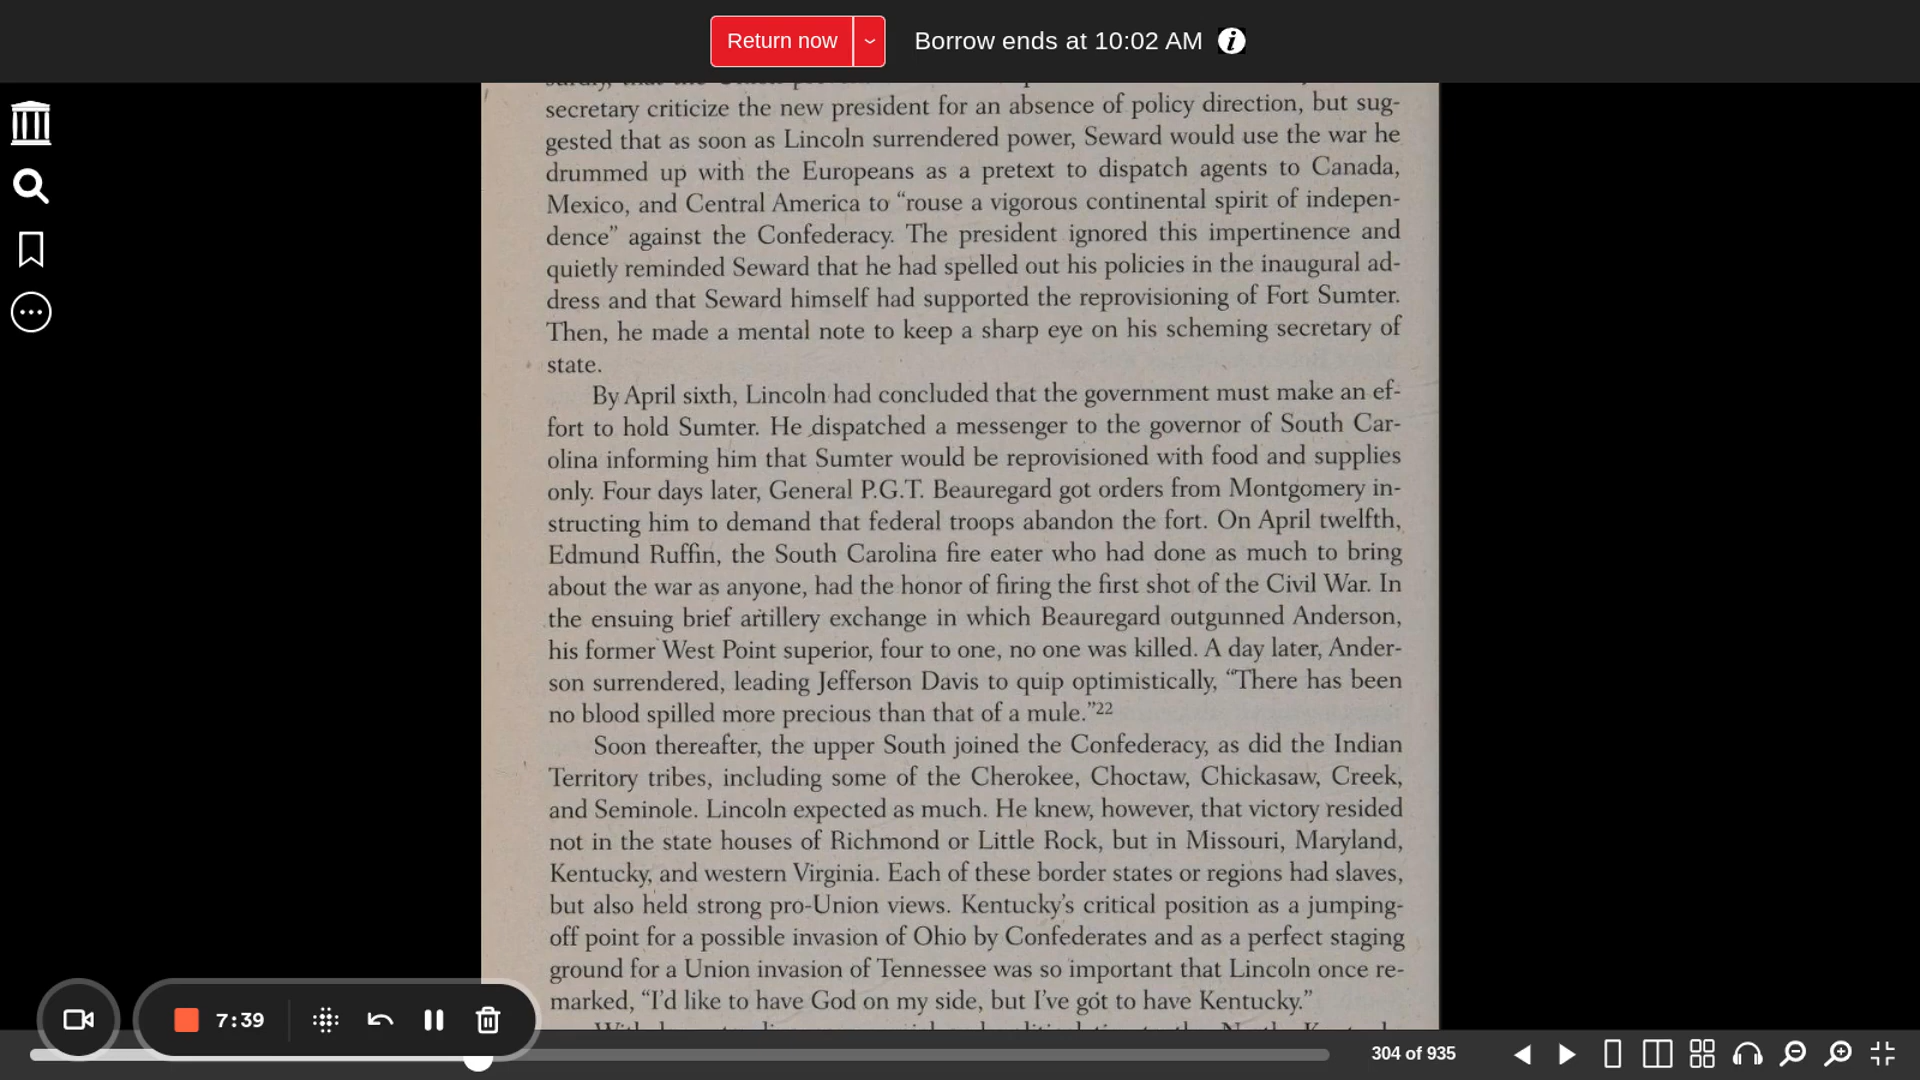 Return now
Borrow ends at 10:02 AM
secretary criticize the new president for an absence of policy direction, but sug-
gested that as soon as Lincoln surrendered power, Seward would use the war he
drummed up with the Europeans as a pretext to dispatch agents to Canada,
Mexico, and Central America to “rouse a vigorous continental spirit of indepen-
dence” against the Confederacy. The president ignored this impertinence and
quietly reminded Seward that he had spelled out his policies in the inaugural ad-
dress and that Seward himself had supported the reprovisioning of Fort Sumter.
Then, he made a mental note to keep a sharp eye on his scheming secretary of
state.
By April sixth, Lincoln had concluded that the government must make an ef-
fort to hold Sumter. He dispatched a messenger to the governor of South Car-
olina informing him that Sumter would be reprovisioned with food and supplies
only. Four days later, General P.G.T. Beauregard got orders from Montgomery in-
structing him to demand that federal troops abandon the fort. On April twelfth,
Edmund Ruffin, the South Carolina fire eater who had done as much to bring
about the war as anyone, had the honor of firing the first shot of the Civil War. In
the ensuing brief artillery exchange in which Beauregard outgunned Anderson,
his former West Point superior, four to one, no one was killed. A day later, Ander-
son surrendered, leading Jefferson Davis to quip optimistically, “There has been
no blood spilled more precious than that of a mule.”22
Soon thereafter, the upper South joined the Confederacy, as did the Indian
Territory tribes, including some of the Cherokee, Choctaw, Chickasaw, Creek,
and Seminole. Lincoln expected as much. He knew, however, that victory resided
not in the state houses of Richmond or Little Rock, but in Missouri, Maryland,
Kentucky, and western Virginia. Each of these border states or regions had slaves,
but also held strong pro-Union views. Kentucky’s critical position as a jumping-
off point for a possible invasion of Ohio by Confederates and as a perfect staging
ground for a Union invasion of Tennessee was so important that Lincoln once re-
marked, “I’d like to have God on my side, but I’ve got to have Kentucky.”
7:39
304 of 935